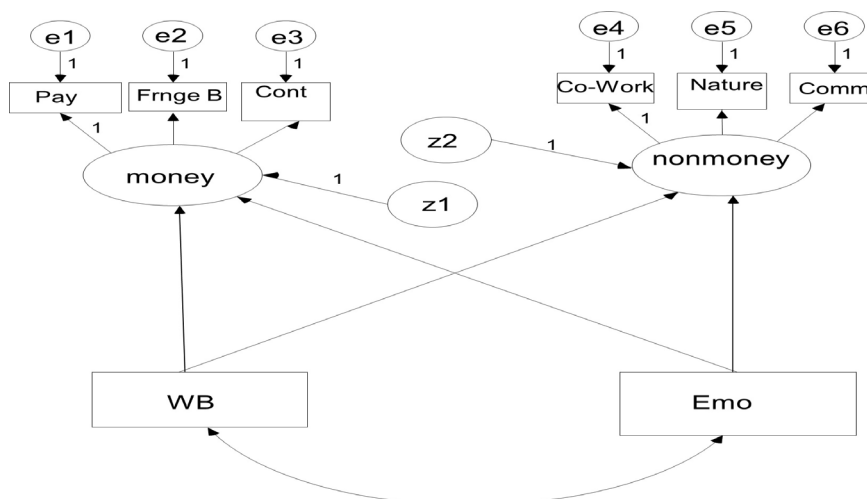 e1
e2
e3
e4
e5
e6
1
1
1
1
1
1
Pay
Frnge B
Cont
Co-Work
Nature
Comm
1
1
z2
1
nonmoney
money
1
z1
WB
Emo